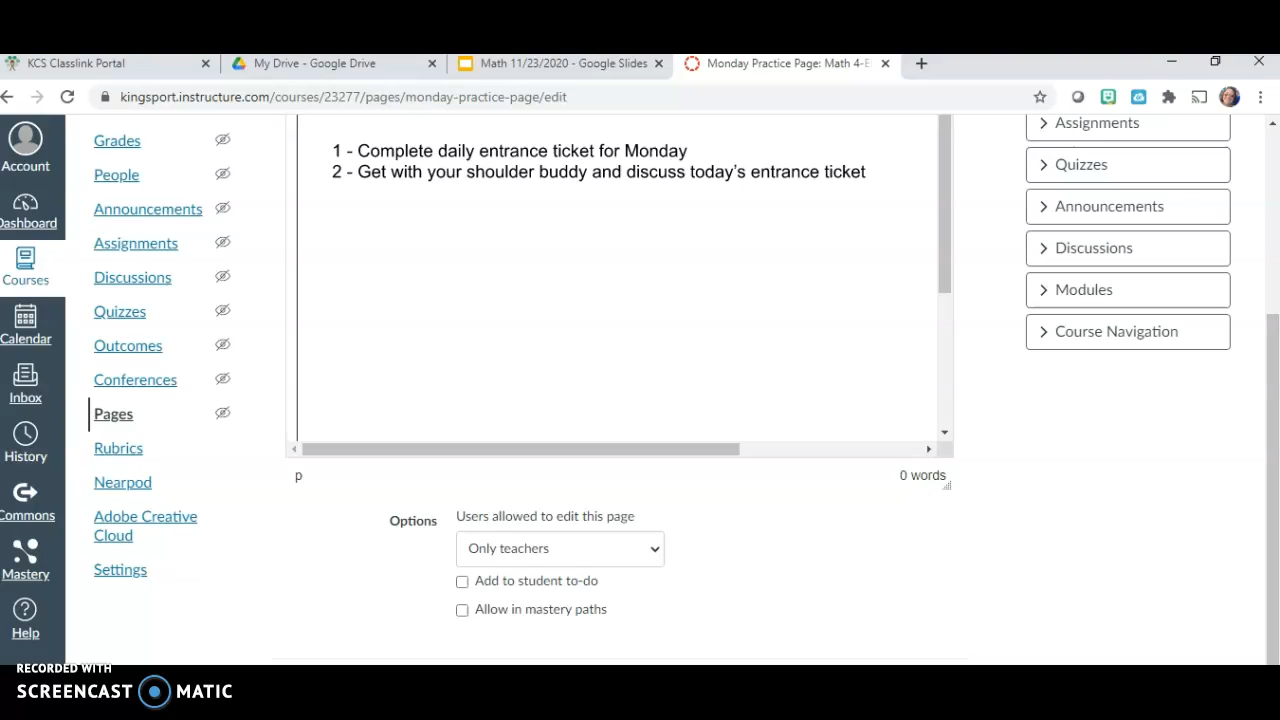 KCS Classlink Portal
My Drive - Google Drive
Math 11/23/2020 - Google Slides
Monday Practice Page: Math 4-E
kingsport.instructure.com/courses/23277/pages/monday-practice-page/edit
Account
Dashboard
Courses
Calendar
Inbox
History
Commons
Mastery
Help
Grades
People
Announcements
Assignments
Discussions
Quizzes
Outcomes
Conferences
Pages
Rubrics
Nearpod
Adobe Creative
Cloud
Settings
1 - Complete daily entrance ticket for Monday
2 - Get with your shoulder buddy and discuss today’s entrance ticket
p
0 words
Options
Users allowed to edit this page
Only teachers
Add to student to-do
Allow in mastery paths
Assignments
Quizzes
Announcements
Discussions
Modules
Course Navigation
RECORDED WITH
SCREENCAST MATIC